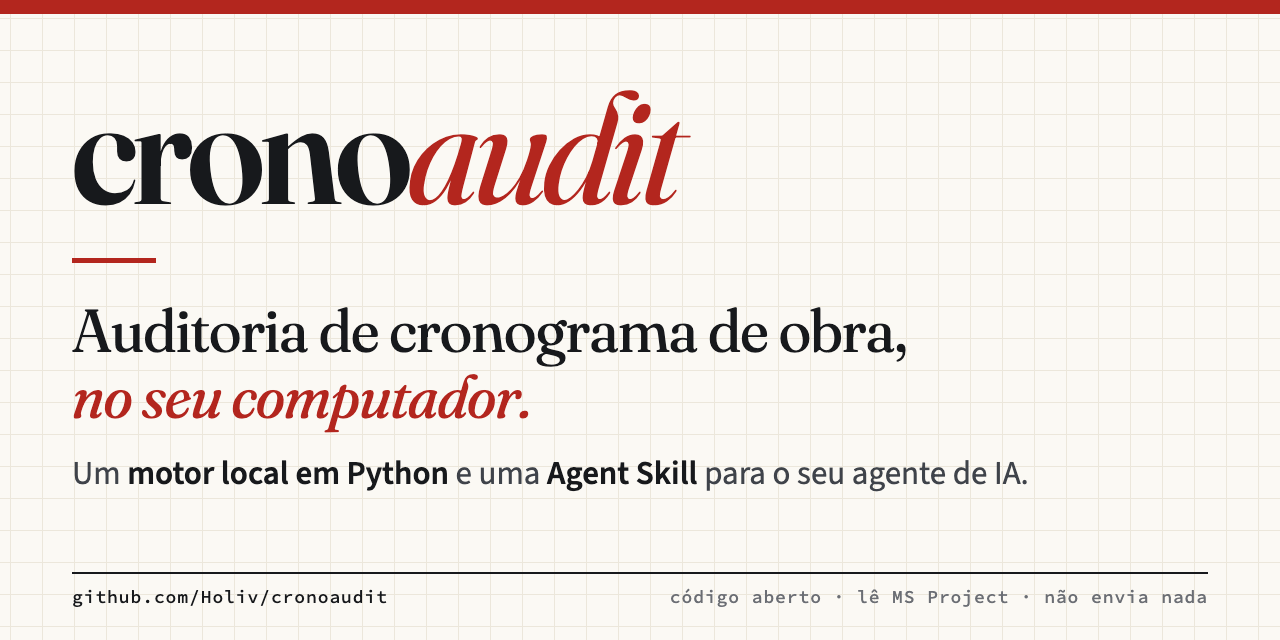 cronoaudit
Auditoria de cronograma de obra,
no seu computador.
Um motor local em Python e uma Agent Skill para o seu agente de IA.
github.com/Holiv/cronoaudit
código aberto · lê MS Project · não envia nada